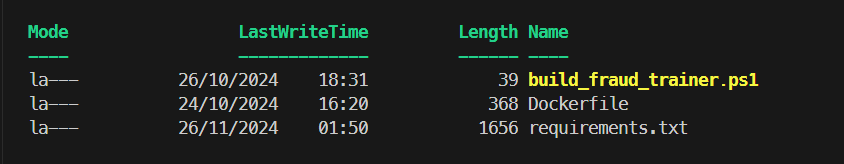 Mode LastWriteTime Length Name
---- ------------- ------ ----
la--- 26/10/2024 18:31 39 build_fraud_trainer.ps1
la--- 24/10/2024 16:20 368 Dockerfile
la--- 26/11/2024 01:50 1656 requirements.txt